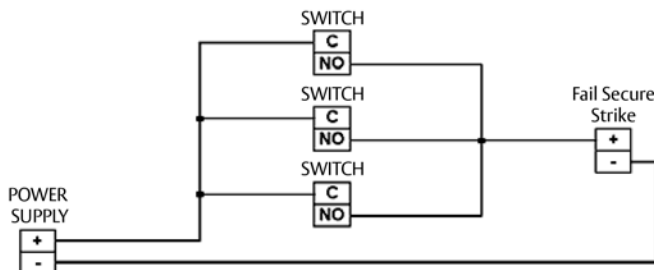 SWITCH
C
NO
SWITCH
C
NO
SWITCH
C
NO
Fail Secure
Strike
+
-
POWER
SUPPLY
+
-